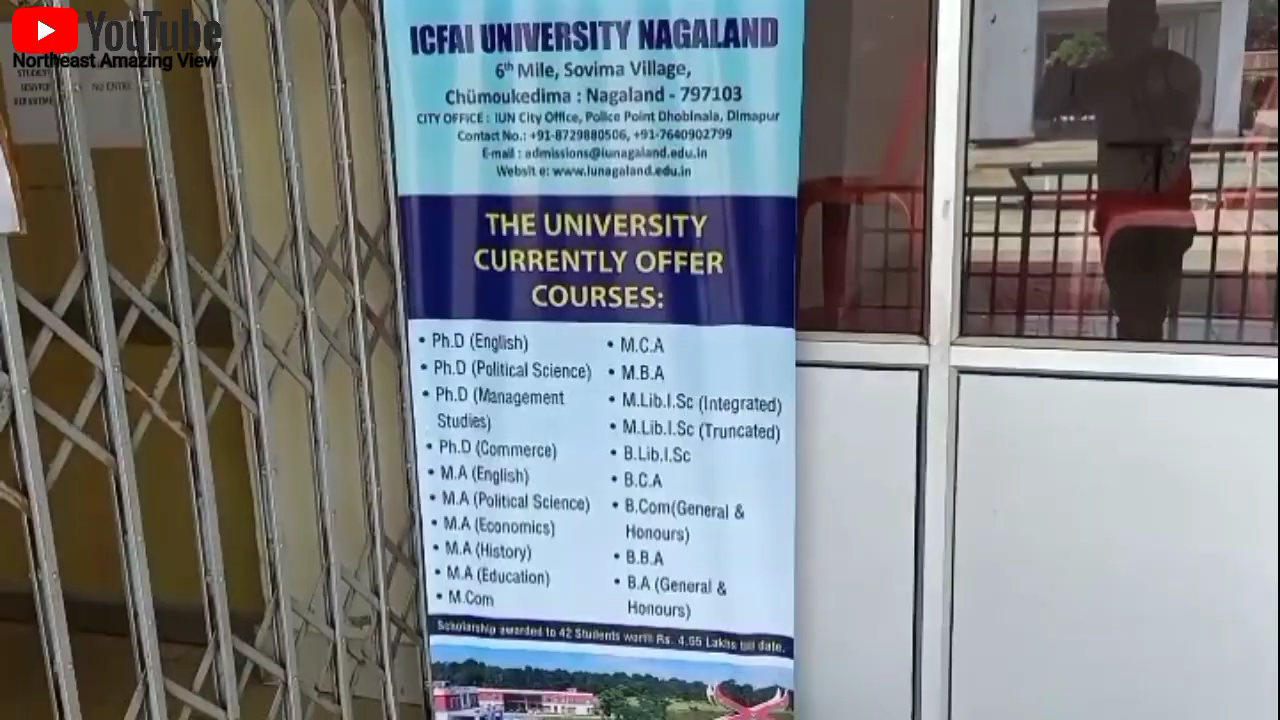 YouTube
Northeast Amazing View
NO ENTRY
ICFAI UNIVERSITY NAGALAND
6th Mile, Sovima Village,
Chümoukedima : Nagaland - 797103
CITY OFFICE : IUN City Office, Police Point Dhobinala, Dimapur
Contact No.: +91-8729880506, +91-7640902799
E-mail : admissions@iunagaland.edu.in
Website: www.iunagaland.edu.in
THE UNIVERSITY
CURRENTLY OFFER
COURSES:
• Ph.D (English)
• Ph.D (Political Science)
• Ph.D (Management
Studies)
• Ph.D (Commerce)
• M.A (English)
• M.A (Political Science)
• M.A (Economics)
• M.A (History)
• M.A (Education)
• M.Com
• M.C.A
• M.B.A
• M.Lib.I.Sc (Integrated)
• M.Lib.I.Sc (Truncated)
• B.Lib.I.Sc
• B.C.A
• B.Com(General &
Honours)
• B.B.A
• B.A (General &
Honours)
Scholarship awarded to 42 Students worth Rs. 4.55 Lakhs till date.